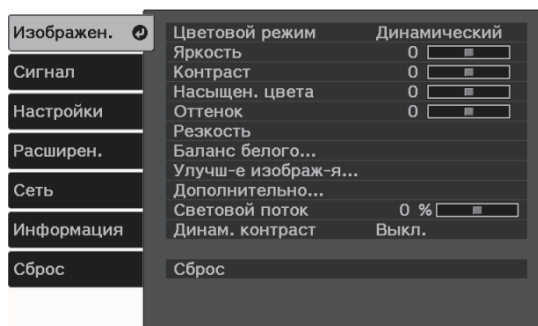 Изображен.
Сигнал
Настройки
Расширен.
Сеть
Информация
Сброс
Цветовой режим Динамический
Яркость 0
Контраст 0
Насыщен. цвета 0
Оттенок 0
Резкость
Баланс белого...
Улучш-е изображ-я...
Дополнительно...
Световой поток 0 %
Динам. контраст Выкл.
Сброс